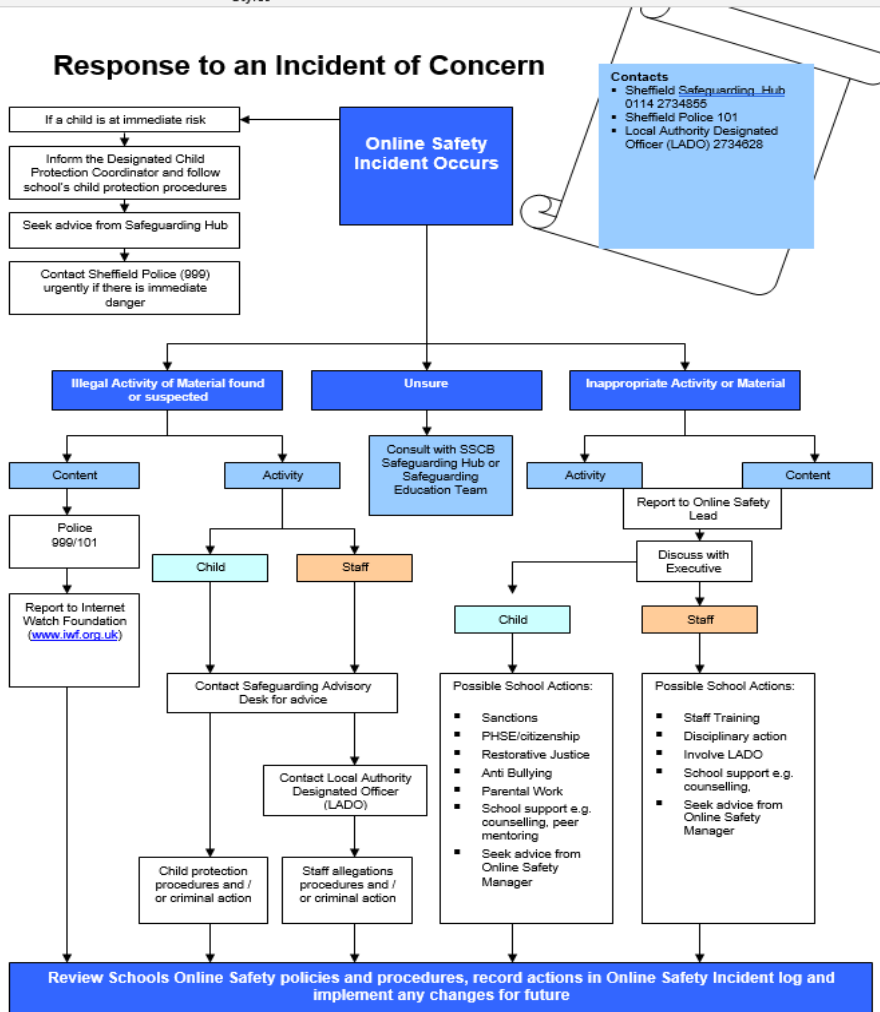 Response to an Incident of Concern
Contacts
▪ Sheffield Safeguarding Hub
0114 2734855
▪ Sheffield Police 101
▪ Local Authority Designated
Officer (LADO) 2734628
If a child is at immediate risk
Online Safety
Incident Occurs
Inform the Designated Child
Protection Coordinator and follow
school's child protection procedures
Seek advice from Safeguarding Hub
Contact Sheffield Police (999)
urgently if there is immediate
danger
Illegal Activity of Material found
or suspected
Unsure
Inappropriate Activity or Material
Content
Activity
Consult with SSCB
Safeguarding Hub or
Safeguarding
Education Team
Activity
Content
Report to Online Safety
Lead
Police
999/101
Discuss with
Executive
Child
Staff
Report to Internet
Watch Foundation
(www.iwf.org.uk)
Child
Staff
Contact Safeguarding Advisory
Desk for advice
Contact Local Authority
Designated Officer
(LADO)
Child protection
procedures and /
or criminal action
Staff allegations
procedures and /
or criminal action
Possible School Actions:
▪ Sanctions
▪ PHSE/citizenship
▪ Restorative Justice
▪ Anti Bullying
▪ Parental Work
▪ School support e.g.
counselling, peer
mentoring
▪ Seek advice from
Online Safety
Manager
Possible School Actions:
▪ Staff Training
▪ Disciplinary action
▪ Involve LADO
▪ School support e.g.
counselling,
▪ Seek advice from
Online Safety
Manager
Review Schools Online Safety policies and procedures, record actions in Online Safety Incident log and
implement any changes for future